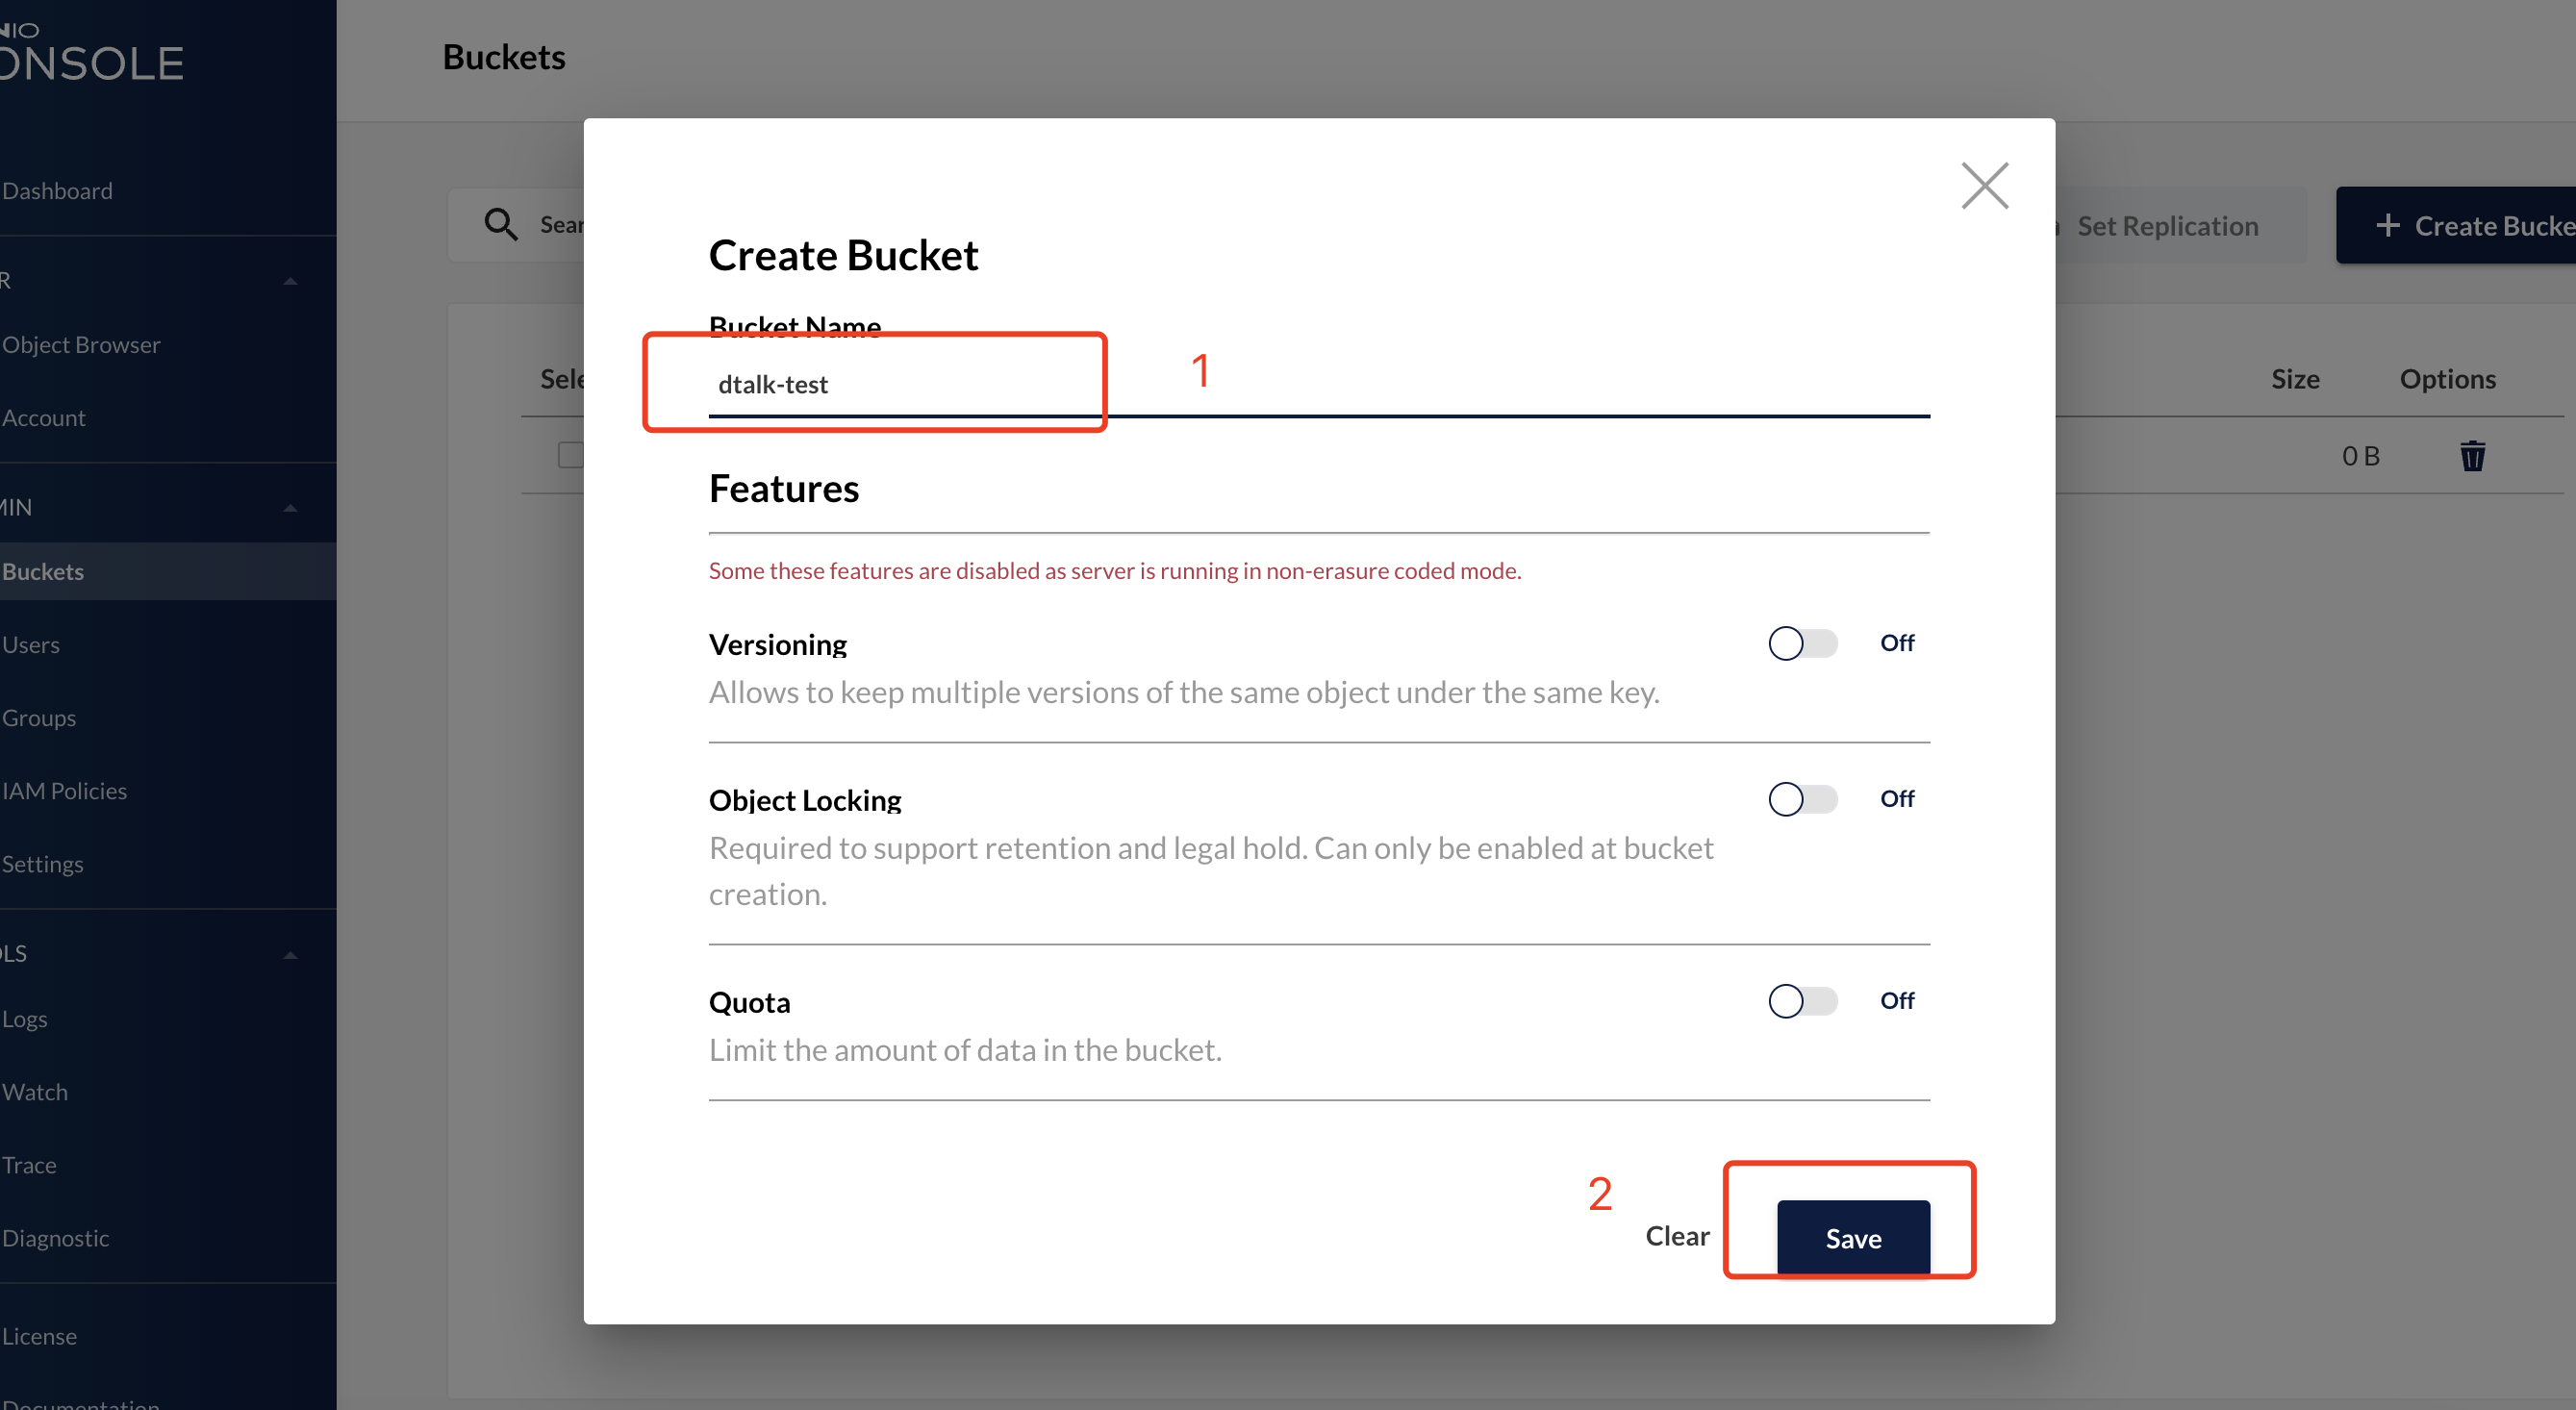 NIO
ONSOLE
Dashboard
R
Object Browser
Account
MIN
Buckets
Users
Groups
IAM Policies
Settings
OLS
Logs
Watch
Trace
Diagnostic
License
Documentation
Buckets
Sear
Set Replication
+ Create Bucke
Sele
Size
Options
0 B
Create Bucket
Bucket Name
dtalk-test
1
Features
Some these features are disabled as server is running in non-erasure coded mode.
Versioning
Off
Allows to keep multiple versions of the same object under the same key.
Object Locking
Off
Required to support retention and legal hold. Can only be enabled at bucket
creation.
Quota
Off
Limit the amount of data in the bucket.
2
Clear
Save